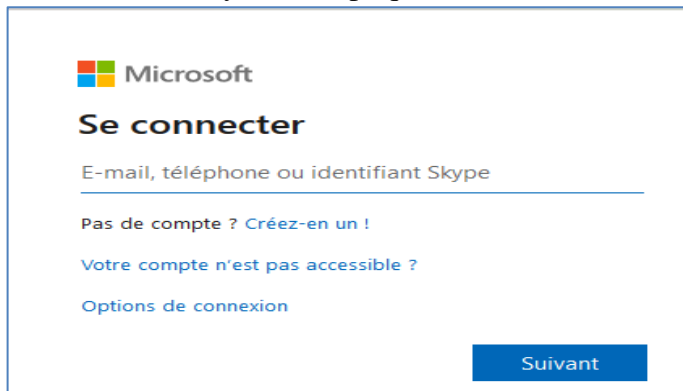 Microsoft
Se connecter
E-mail, téléphone ou identifiant Skype
Pas de compte ? Créez-en un !
Votre compte n'est pas accessible ?
Options de connexion
Suivant